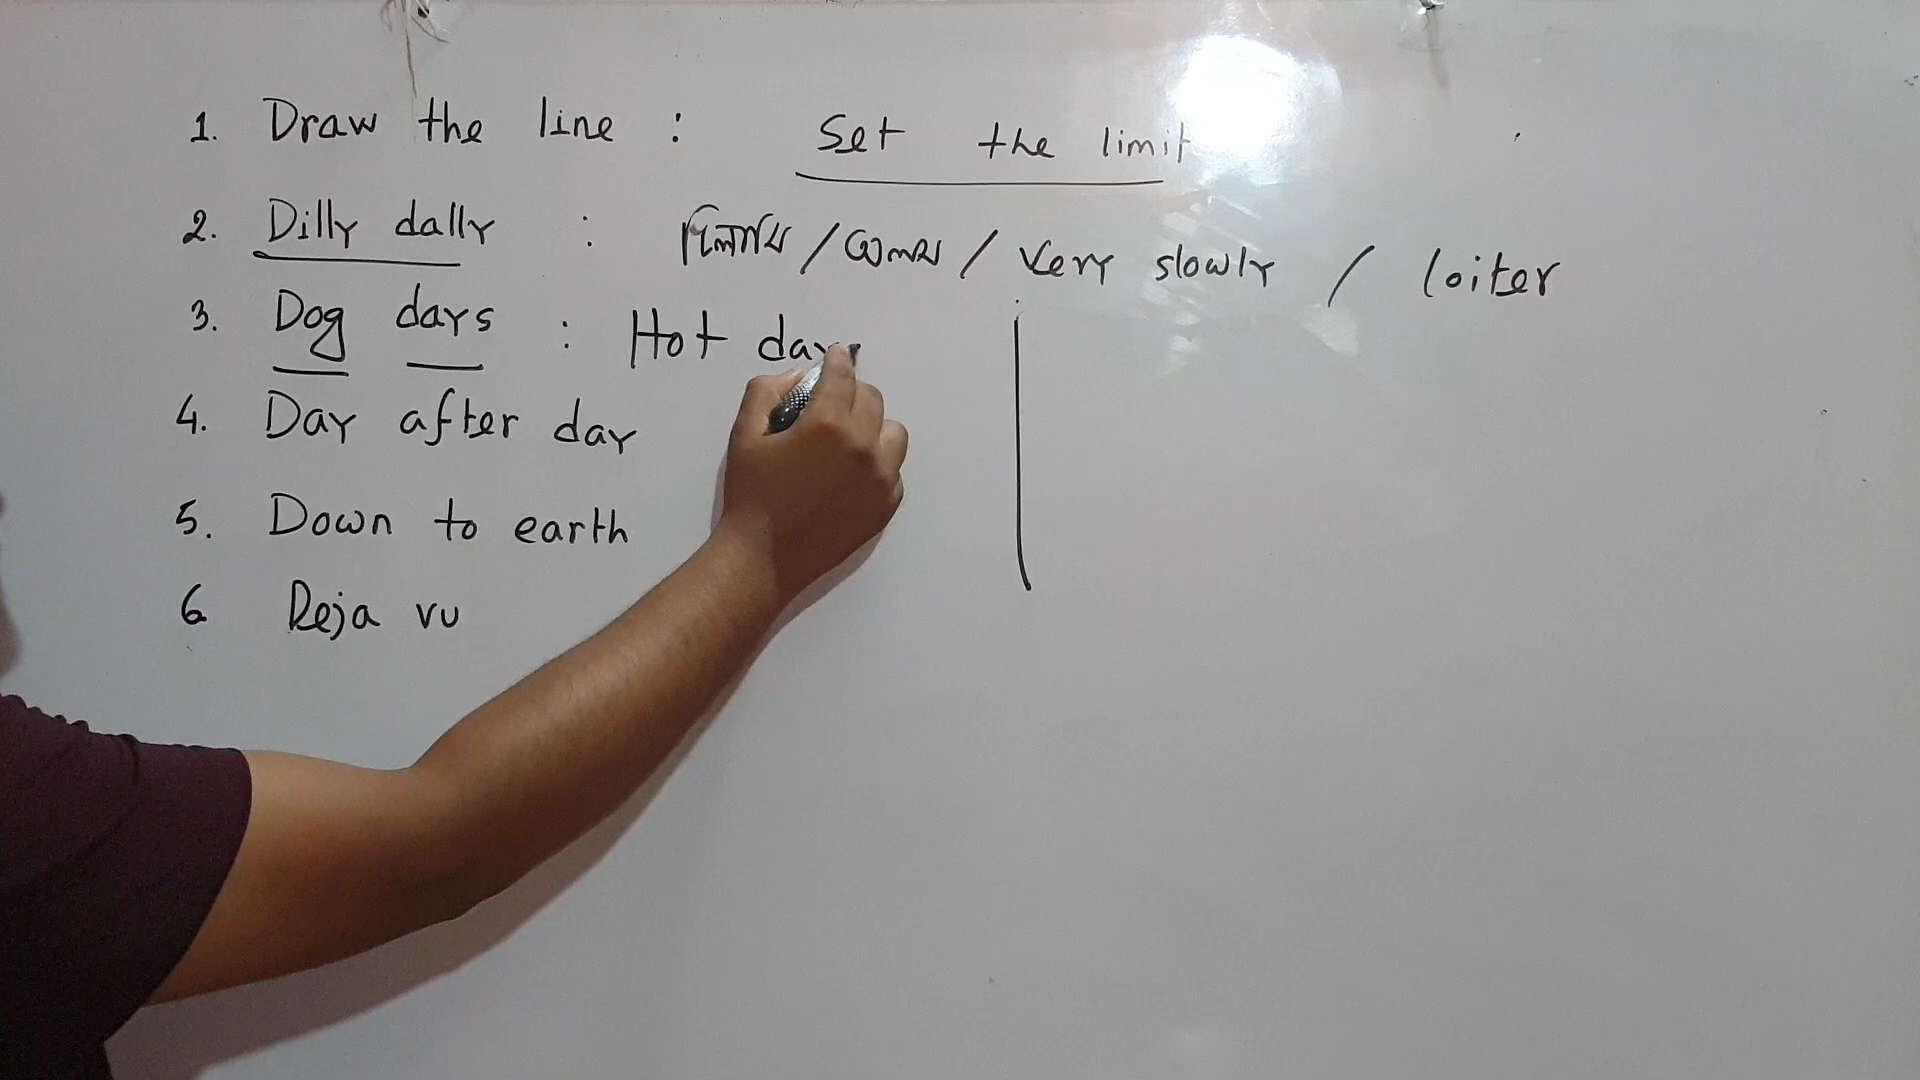 1. Draw the line : Set the limit
2. Dilly dally : / / very slowly / loiter
3. Dog days : Hot day
4. Day after day
5. Down to earth
6 Deja vu